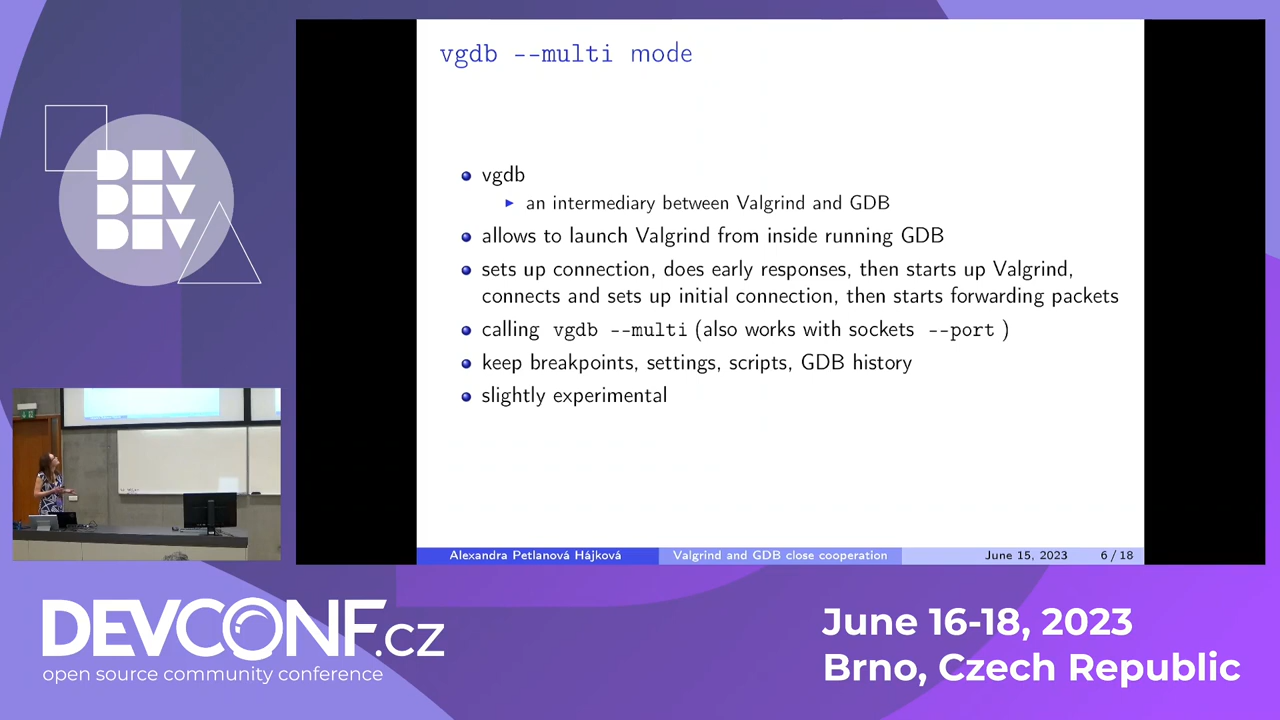 vgdb --multi mode
vgdb
an intermediary between Valgrind and GDB
allows to launch Valgrind from inside running GDB
sets up connection, does early responses, then starts up Valgrind,
connects and sets up initial connection, then starts forwarding packets
calling vgdb --multi (also works with sockets --port )
keep breakpoints, settings, scripts, GDB history
slightly experimental
Alexandra Petlanová Hájková
Valgrind and GDB close cooperation
June 15, 2023
6 / 18
DEV
DEV
DEV
DEVCONF.cz
open source community conference
June 16-18, 2023
Brno, Czech Republic